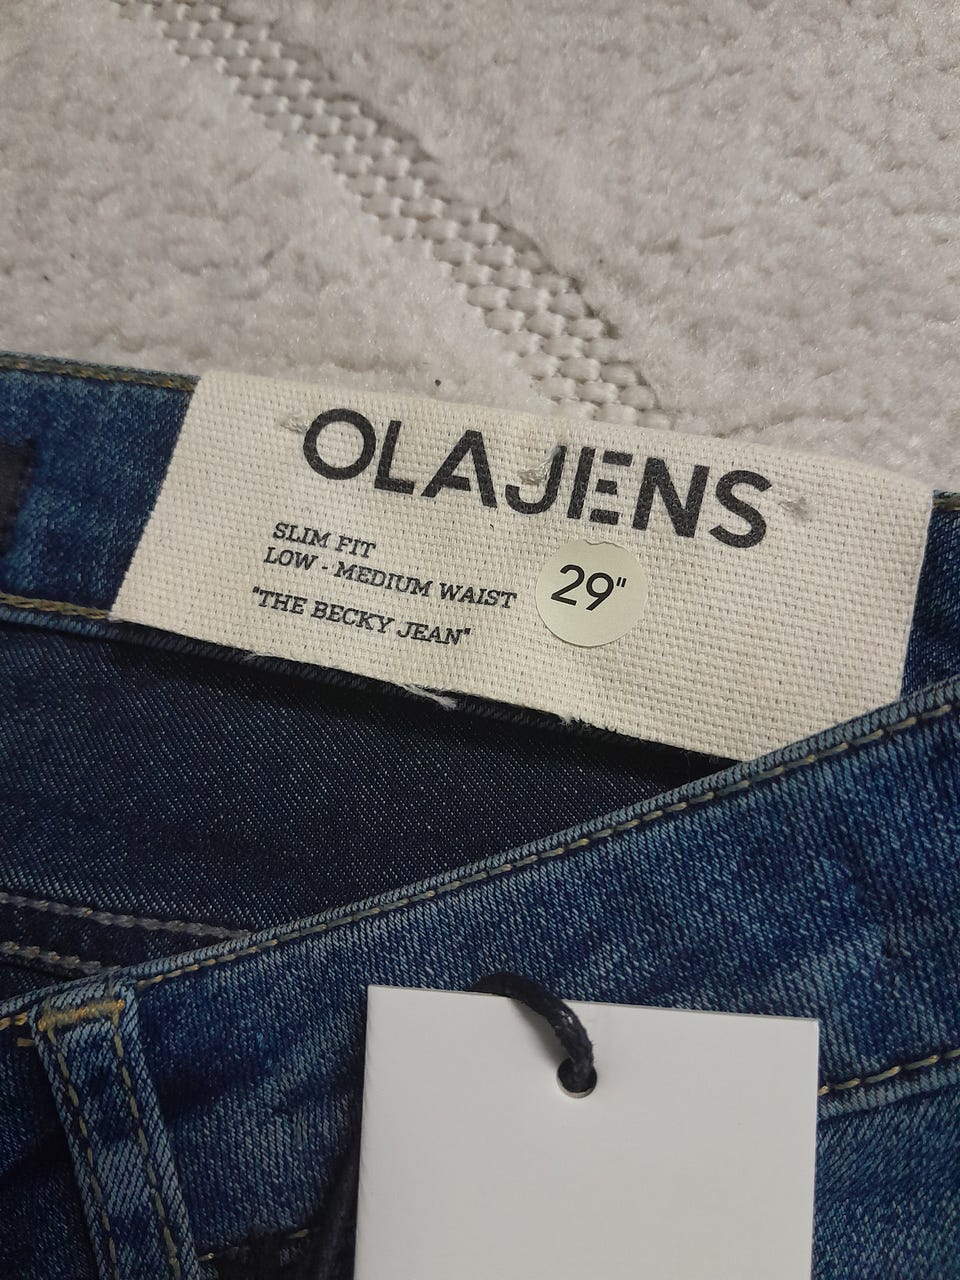 OLAJENS
SLIM FIT
LOW - MEDIUM WAIST
"THE BECKY JEAN"
29"